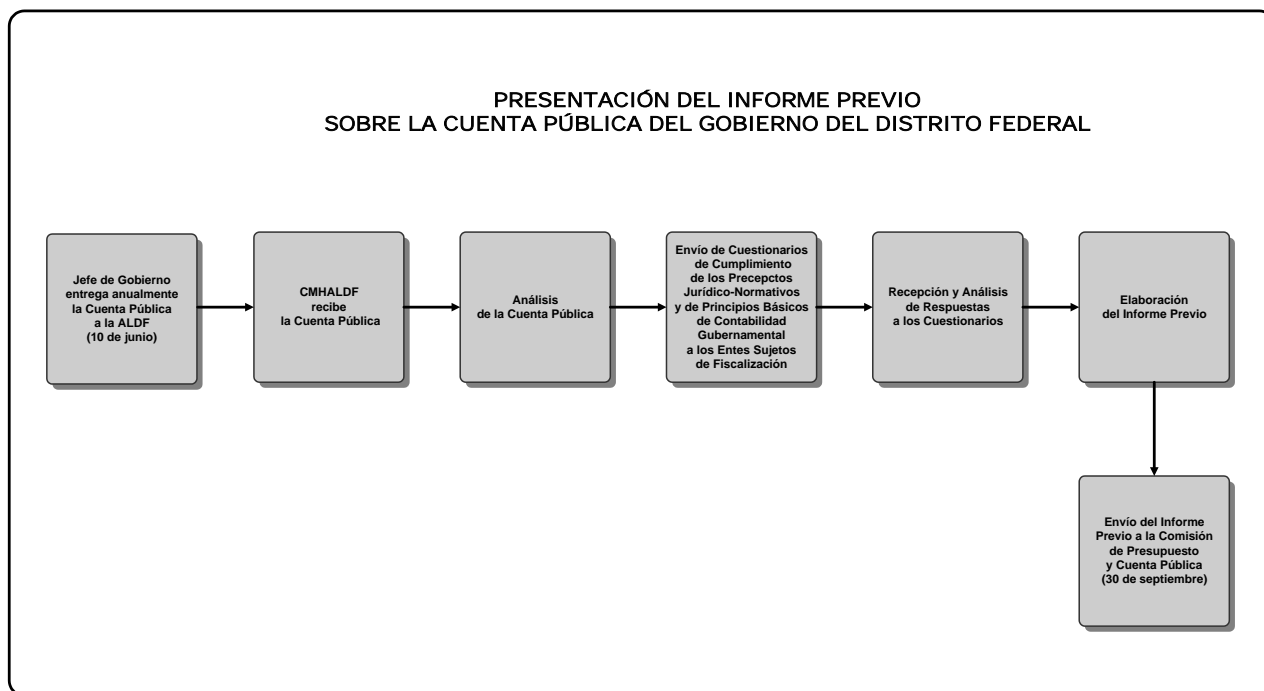 PRESENTACIÓN DEL INFORME PREVIO
SOBRE LA CUENTA PÚBLICA DEL GOBIERNO DEL DISTRITO FEDERAL
Jefe de Gobierno
entrega anualmente
la Cuenta Pública
a la ALDF
(10 de junio)
CMHALDF
recibe
la Cuenta Pública
Análisis
de la Cuenta Pública
Envío de Cuestionarios
de Cumplimiento
de los Precepctos
Jurídico-Normativos
y de Principios Básicos
de Contabilidad
Gubernamental
a los Entes Sujetos
de Fiscalización
Recepción y Análisis
de Respuestas
a los Cuestionarios
Elaboración
del Informe Previo
Envío del Informe
Previo a la Comisión
de Presupuesto
y Cuenta Pública
(30 de septiembre)